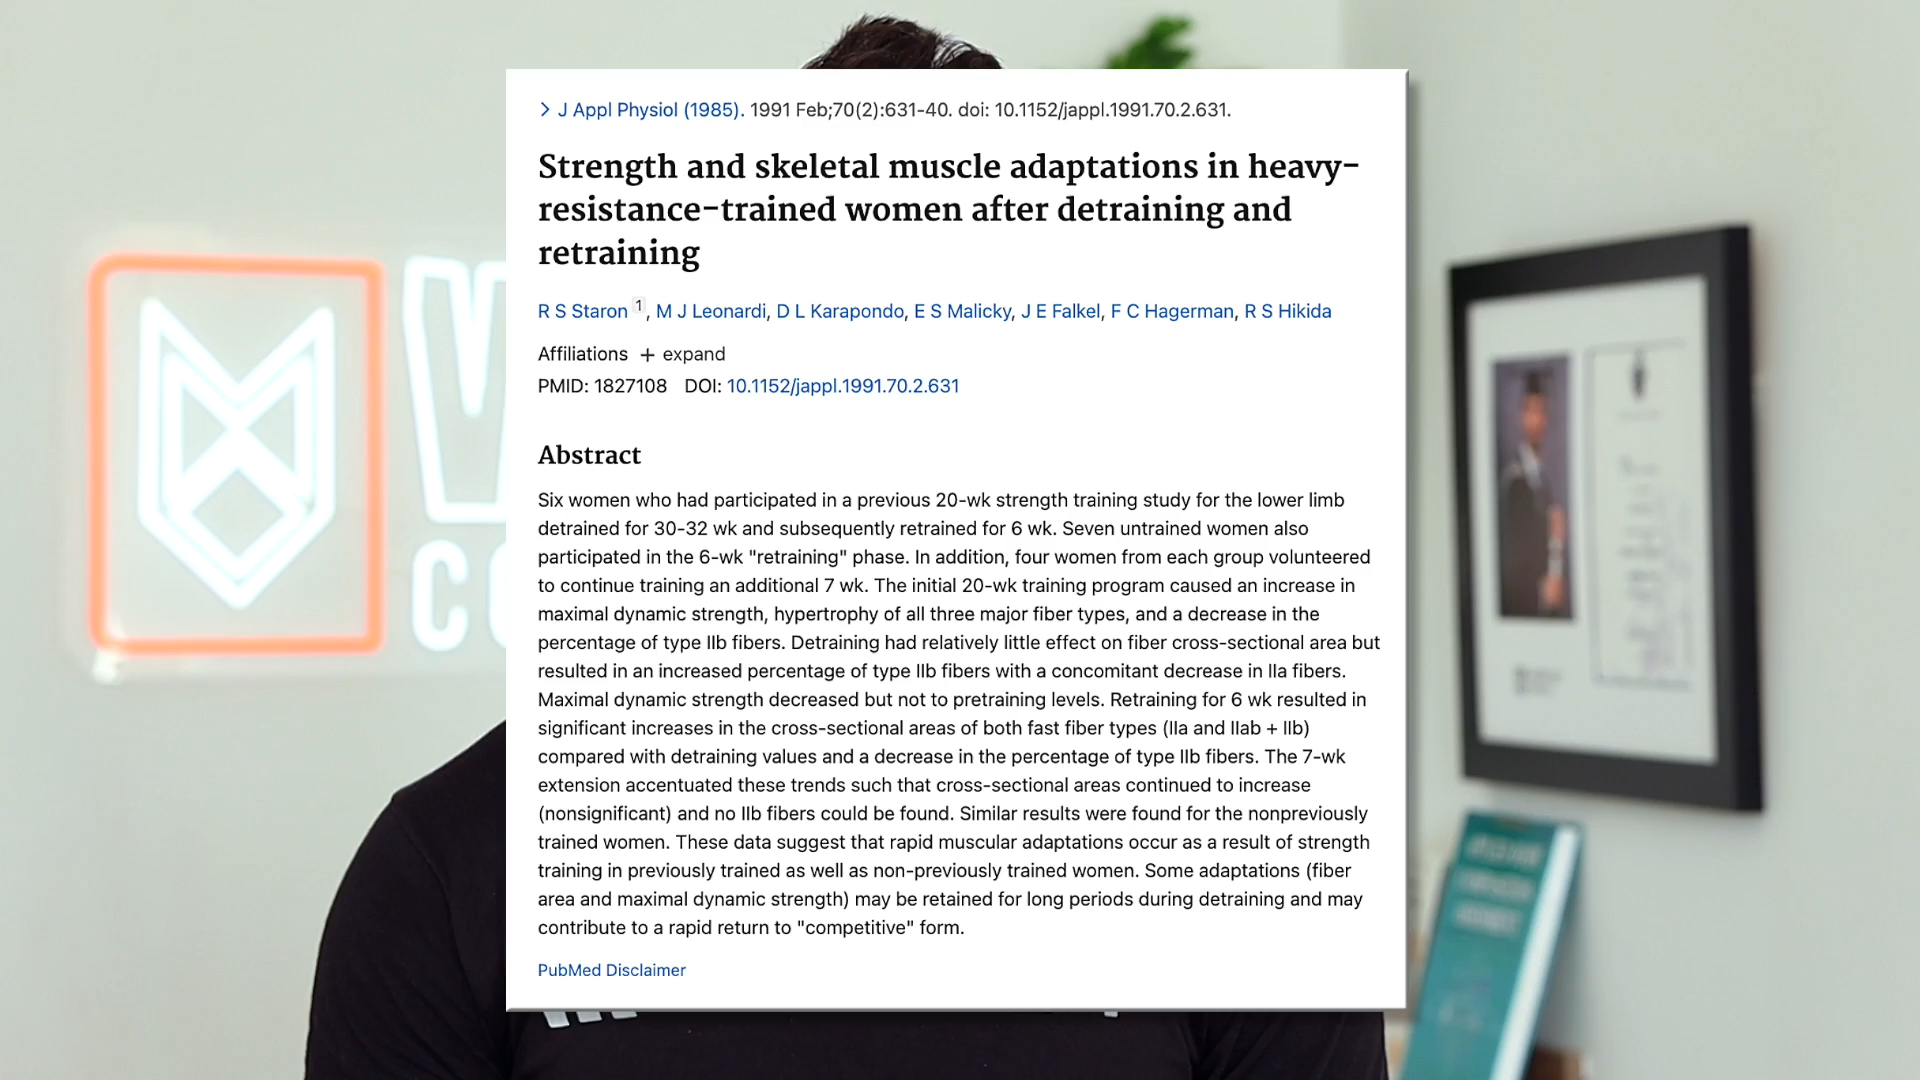 > J Appl Physiol (1985). 1991 Feb;70(2):631-40. doi: 10.1152/jappl.1991.70.2.631.
Strength and skeletal muscle adaptations in heavy-
resistance-trained women after detraining and
retraining
R S Staron 1, M J Leonardi, D L Karapondo, E S Malicky, J E Falkel, F C Hagerman, R S Hikida
Affiliations + expand
PMID: 1827108 DOI: 10.1152/jappl.1991.70.2.631
Abstract
Six women who had participated in a previous 20-wk strength training study for the lower limb
detrained for 30-32 wk and subsequently retrained for 6 wk. Seven untrained women also
participated in the 6-wk "retraining" phase. In addition, four women from each group volunteered
to continue training an additional 7 wk. The initial 20-wk training program caused an increase in
maximal dynamic strength, hypertrophy of all three major fiber types, and a decrease in the
percentage of type IIb fibers. Detraining had relatively little effect on fiber cross-sectional area but
resulted in an increased percentage of type IIb fibers with a concomitant decrease in IIa fibers.
Maximal dynamic strength decreased but not to pretraining levels. Retraining for 6 wk resulted in
significant increases in the cross-sectional areas of both fast fiber types (IIa and IIab + IIb)
compared with detraining values and a decrease in the percentage of type IIb fibers. The 7-wk
extension accentuated these trends such that cross-sectional areas continued to increase
(nonsignificant) and no IIb fibers could be found. Similar results were found for the nonpreviously
trained women. These data suggest that rapid muscular adaptations occur as a result of strength
training in previously trained as well as non-previously trained women. Some adaptations (fiber
area and maximal dynamic strength) may be retained for long periods during detraining and may
contribute to a rapid return to "competitive" form.
PubMed Disclaimer